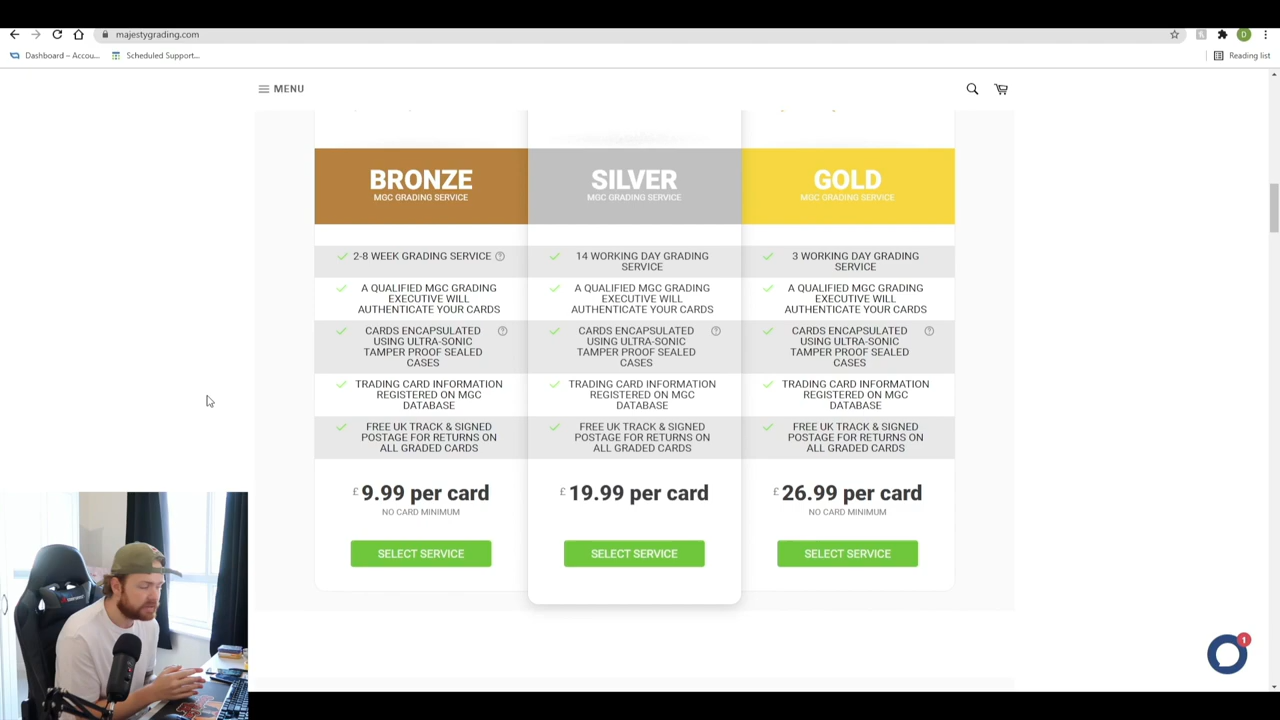 majestygrading.com
D
Dashboard – Accou...
Scheduled Support...
Reading list
MENU
BRONZE
MGC GRADING SERVICE
2-8 WEEK GRADING SERVICE
A QUALIFIED MGC GRADING
EXECUTIVE WILL
AUTHENTICATE YOUR CARDS
CARDS ENCAPSULATED
USING ULTRA-SONIC
TAMPER PROOF SEALED
CASES
TRADING CARD INFORMATION
REGISTERED ON MGC
DATABASE
FREE UK TRACK & SIGNED
POSTAGE FOR RETURNS ON
ALL GRADED CARDS
£9.99 per card
NO CARD MINIMUM
SELECT SERVICE
SILVER
MGC GRADING SERVICE
14 WORKING DAY GRADING
SERVICE
A QUALIFIED MGC GRADING
EXECUTIVE WILL
AUTHENTICATE YOUR CARDS
CARDS ENCAPSULATED
USING ULTRA-SONIC
TAMPER PROOF SEALED
CASES
TRADING CARD INFORMATION
REGISTERED ON MGC
DATABASE
FREE UK TRACK & SIGNED
POSTAGE FOR RETURNS ON
ALL GRADED CARDS
£19.99 per card
SELECT SERVICE
GOLD
MGC GRADING SERVICE
3 WORKING DAY GRADING
SERVICE
A QUALIFIED MGC GRADING
EXECUTIVE WILL
AUTHENTICATE YOUR CARDS
CARDS ENCAPSULATED
USING ULTRA-SONIC
TAMPER PROOF SEALED
CASES
TRADING CARD INFORMATION
REGISTERED ON MGC
DATABASE
FREE UK TRACK & SIGNED
POSTAGE FOR RETURNS ON
ALL GRADED CARDS
£26.99 per card
NO CARD MINIMUM
SELECT SERVICE
1